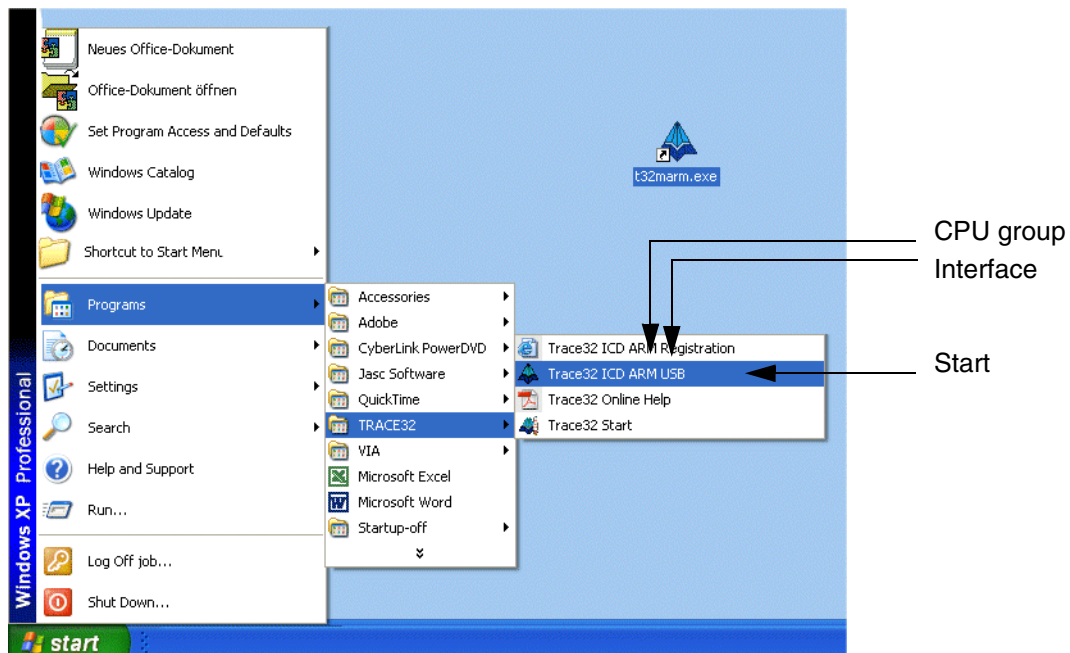 Neues Office-Dokument
Office-Dokument öffnen
Set Program Access and Defaults
Windows Catalog
Windows Update
Shortcut to Start Menu
Programs
Documents
Settings
Search
Help and Support
Run...
Log Off job...
Shut Down...
Windows XP Professional
start
Accessories
Adobe
CyberLink PowerDVD
Jasc Software
QuickTime
TRACE32
VIA
Microsoft Excel
Microsoft Word
Startup-off
Trace32 ICD ARM Registration
Trace32 ICD ARM USB
Trace32 Online Help
Trace32 Start
t32marm.exe
CPU group
Interface
Start